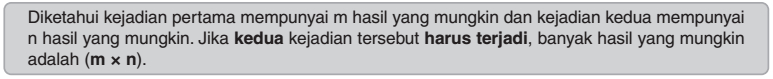 Diketahui kejadian pertama mempunyai m hasil yang mungkin dan kejadian kedua mempunyai
n hasil yang mungkin. Jika kedua kejadian tersebut harus terjadi, banyak hasil yang mungkin
adalah (m × n).